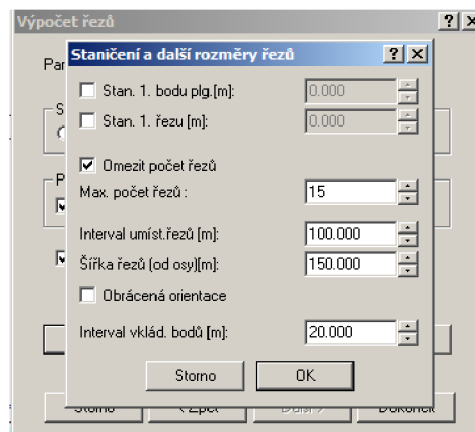 Výpočet řezů
Staničení a další rozměry řezů
Par
Stan. 1. bodu plg.[m]: 0.000
S
Stan. 1. řezu [m]: 0.000
Omezit počet řezů
P
Max. počet řezů : 15
Interval umíst.řezů [m]: 100.000
Šířka řezů (od osy)[m]: 150.000
Obrácená orientace
Interval vklád. bodů [m]: 20.000
Storno OK
Storno < Zpět Další > Dokončit